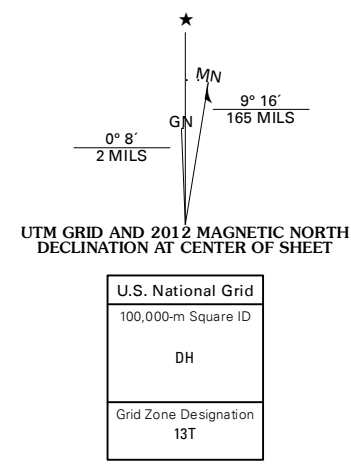 ★
MN
GN
9° 16´
165 MILS
0° 8´
2 MILS
UTM GRID AND 2012 MAGNETIC NORTH
DECLINATION AT CENTER OF SHEET
U.S. National Grid
100,000-m Square ID
DH
Grid Zone Designation
13T